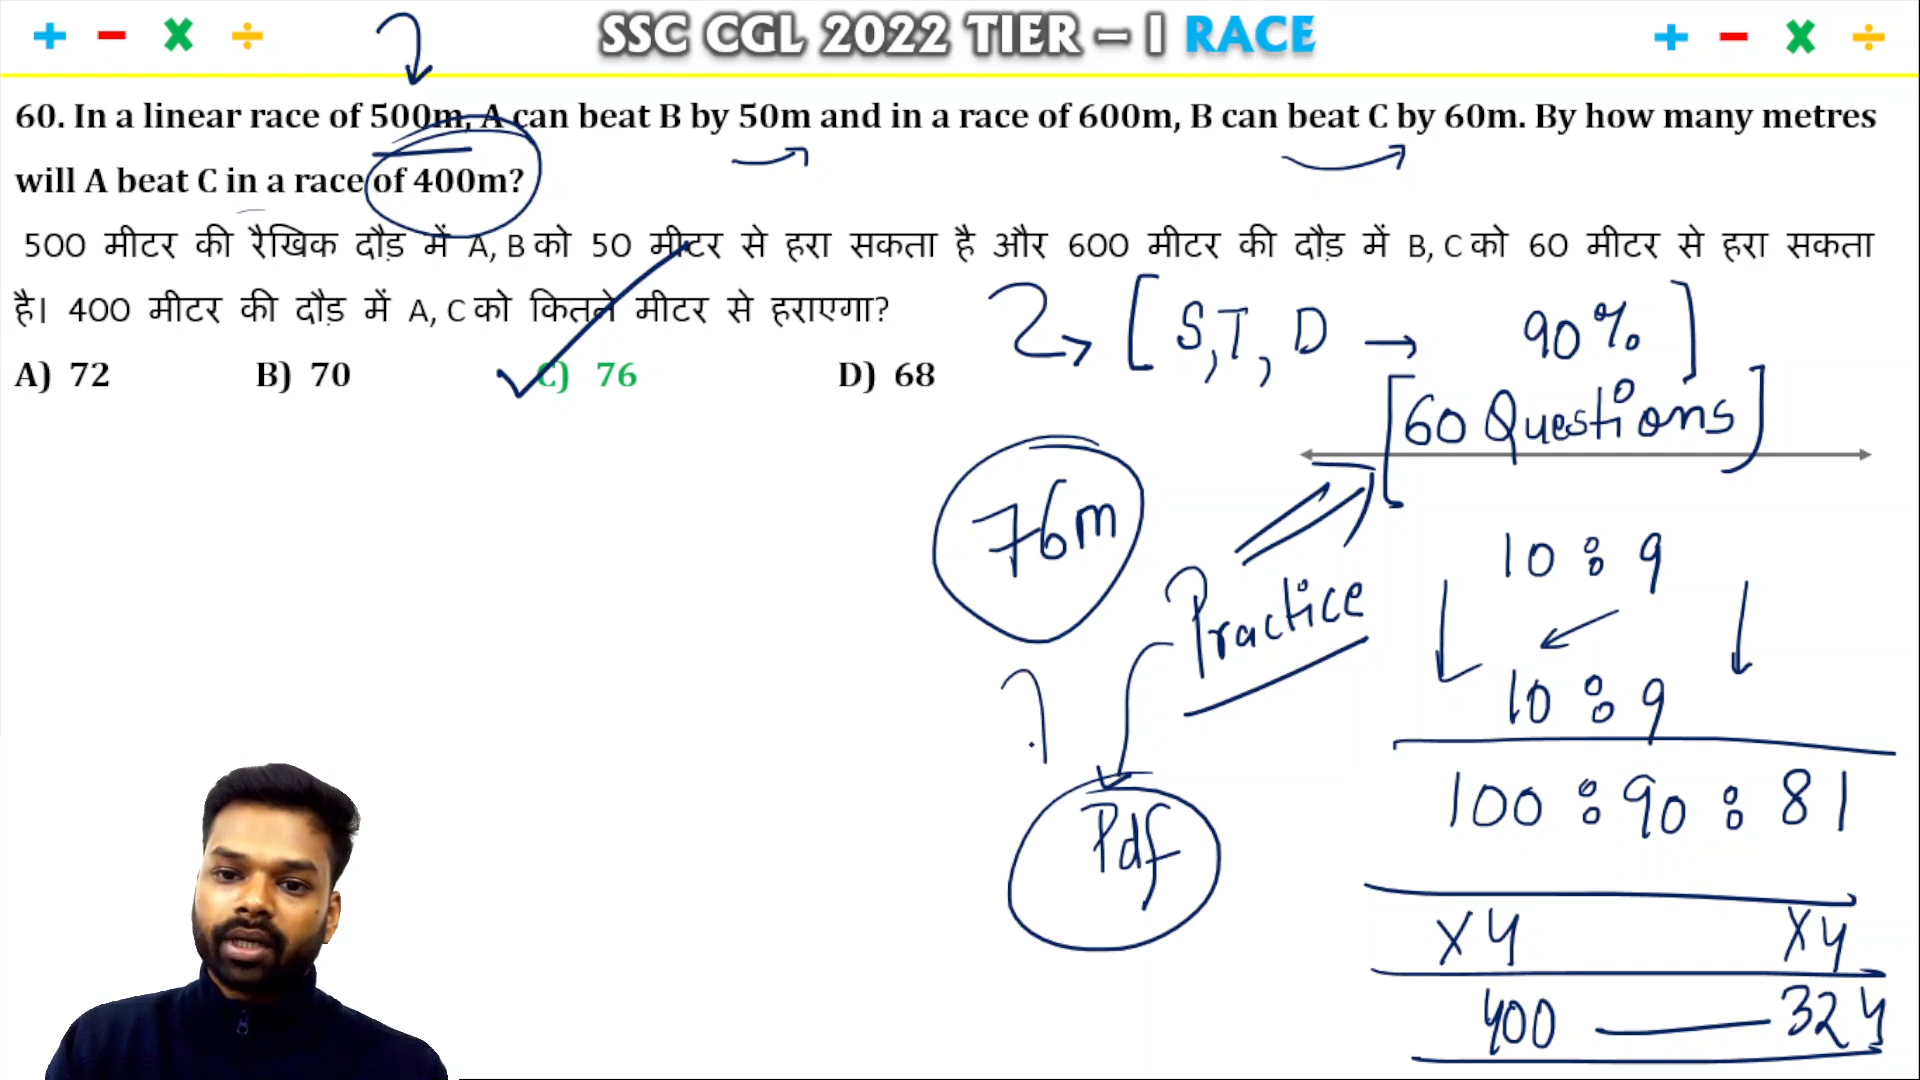 + - × ÷ SSC CGL 2022 TIER – I RACE + - × ÷
60. In a linear race of 500m, A can beat B by 50m and in a race of 600m, B can beat C by 60m. By how many metres
will A beat C in a race of 400m?
500 मीटर की रैखिक दौड़ में A, B को 50 मीटर से हरा सकता है और 600 मीटर की दौड़ में B, C को 60 मीटर से हरा सकता
है। 400 मीटर की दौड़ में A, C को कितने मीटर से हराएगा?
A) 72 B) 70 C) 76 D) 68
[S, T, D → 90%]
[60 Questions]
76m
Practice
Pdf
10 : 9
10 : 9
100 : 90 : 81
×4 ×4
400 — 324